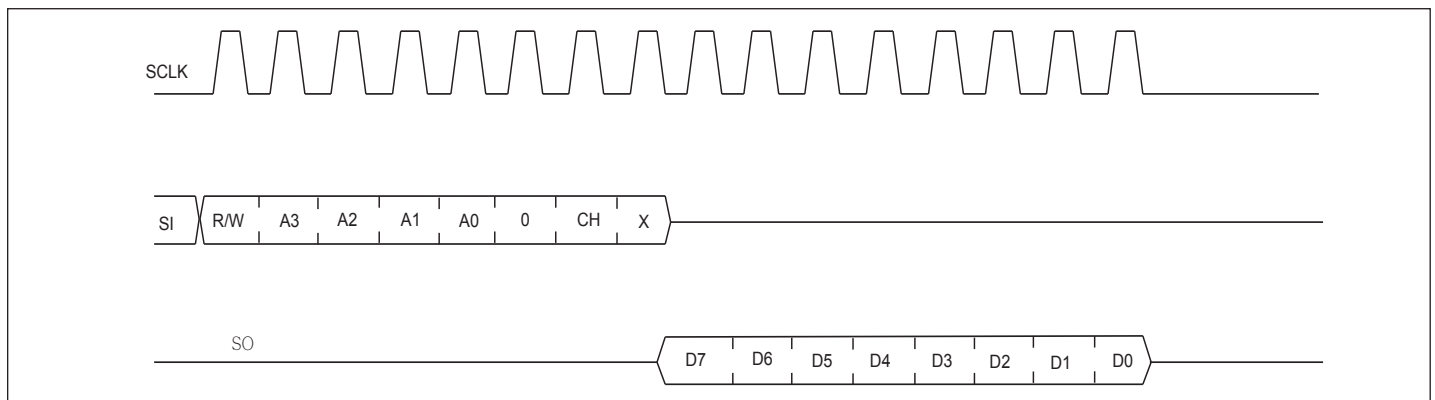 SCLK
SI R/W A3 A2 A1 A0 0 CH X
SO
D7 D6 D5 D4 D3 D2 D1 D0